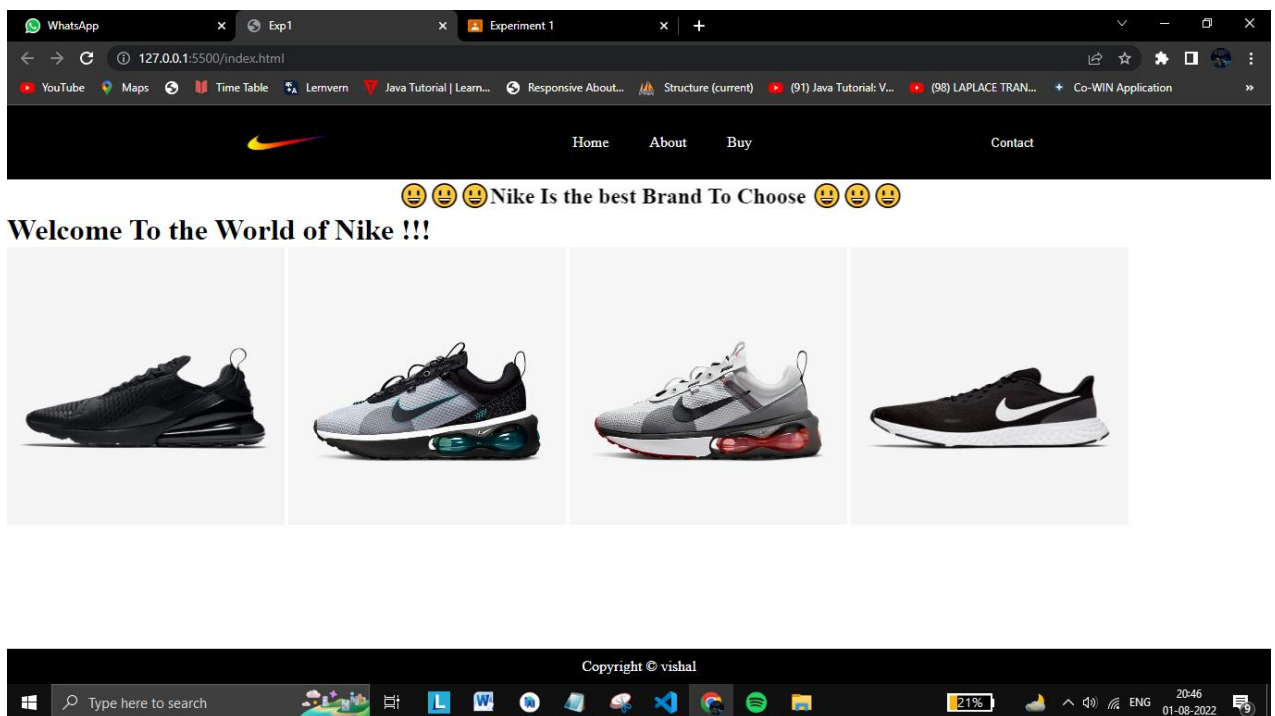 WhatsApp
Exp1
Experiment 1
127.0.0.1:5500/index.html
YouTube Maps Time Table Lernvern Java Tutorial | Learn... Responsive About... Structure (current) (91) Java Tutorial: V... (98) LAPLACE TRAN... Co-WIN Application »
Home About Buy Contact
😀 😀 😀Nike Is the best Brand To Choose 😀 😀 😀
Welcome To the World of Nike !!!
Copyright © vishal
Type here to search
L W
21%
ENG
20:46
01-08-2022
9